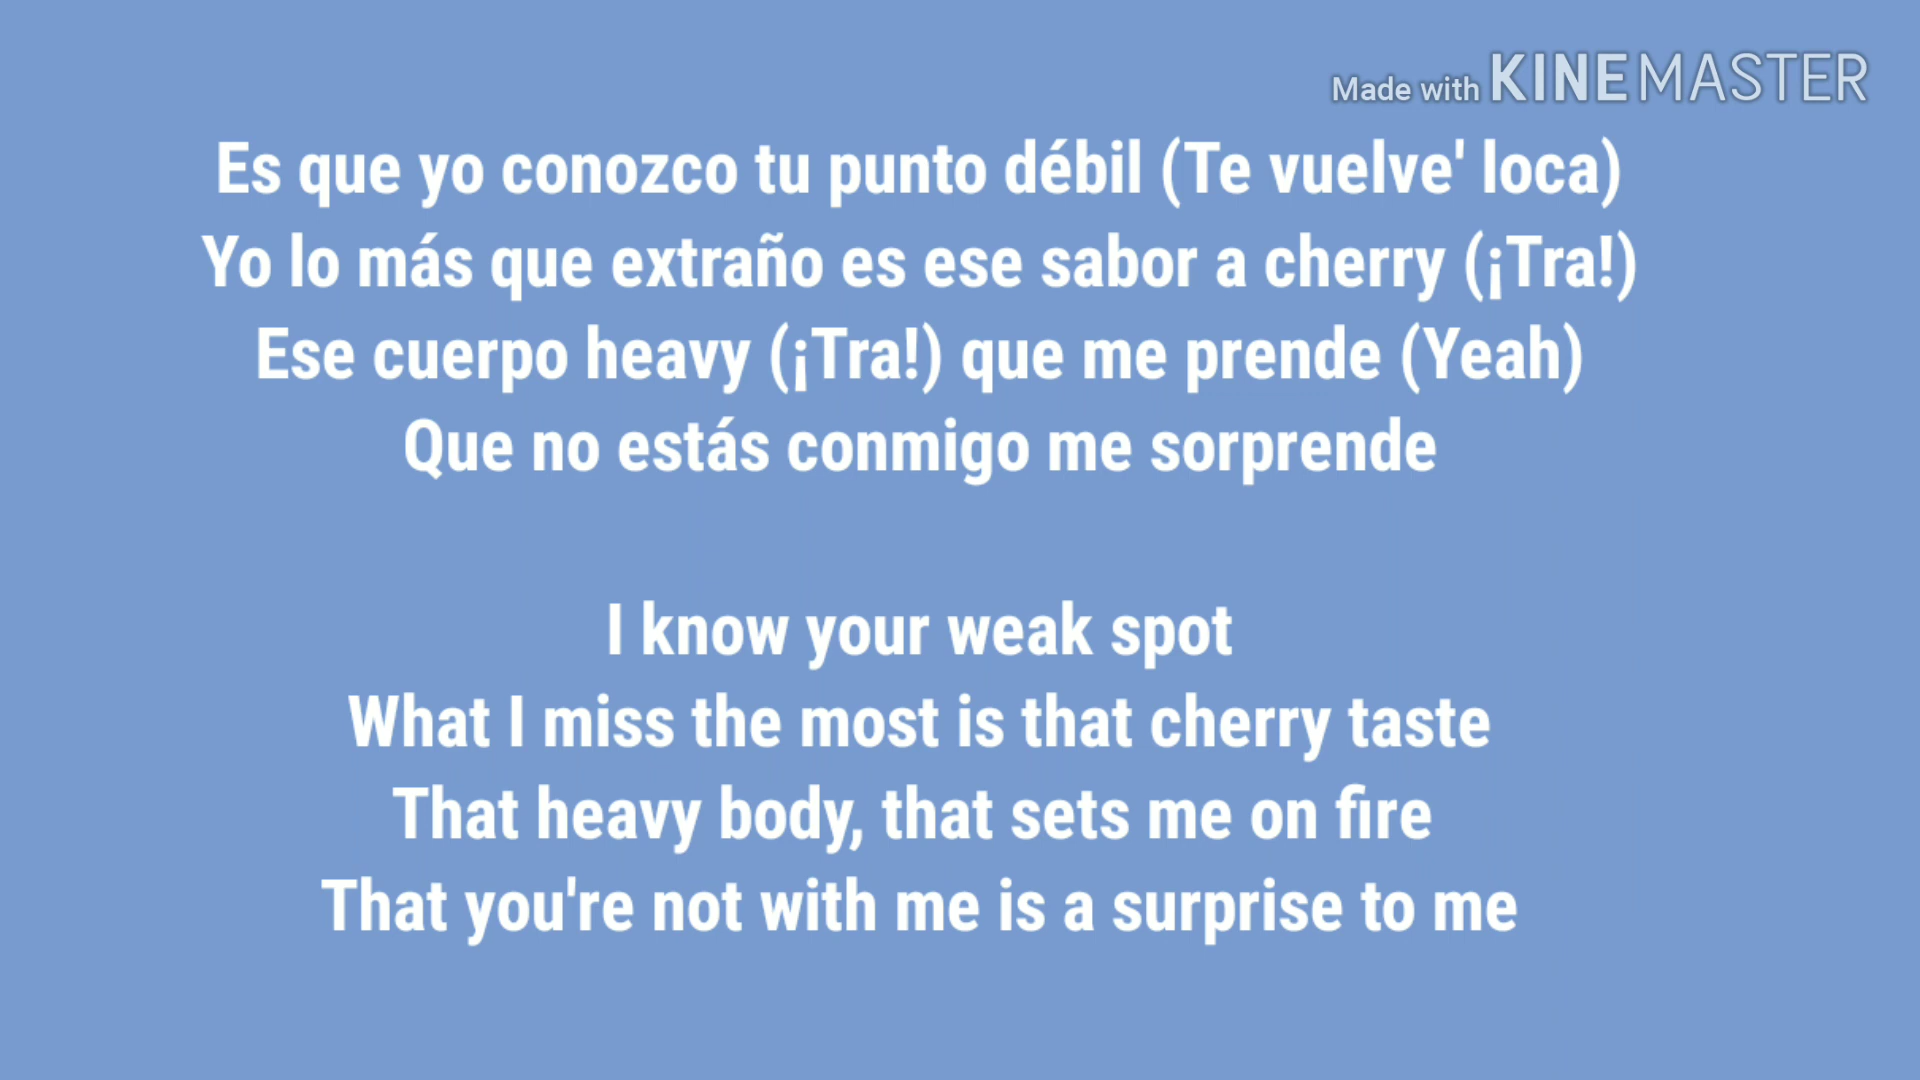 Made with KINEMASTER
Es que yo conozco tu punto débil (Te vuelve' loca)
Yo lo más que extraño es ese sabor a cherry (¡Tra!)
Ese cuerpo heavy (¡Tra!) que me prende (Yeah)
Que no estás conmigo me sorprende
I know your weak spot
What I miss the most is that cherry taste
That heavy body, that sets me on fire
That you're not with me is a surprise to me